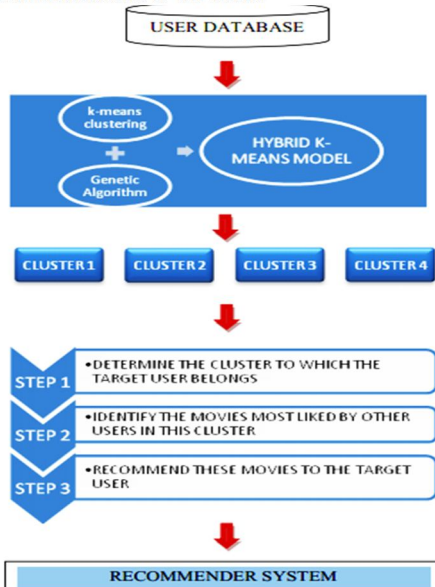 USER DATABASE
k-means
clustering
Genetic
Algorithm
HYBRID K-
MEANS MODEL
CLUSTER 1
CLUSTER 2
CLUSTER 3
CLUSTER 4
STEP 1
•DETERMINE THE CLUSTER TO WHICH THE
TARGET USER BELONGS
STEP 2
•IDENTIFY THE MOVIES MOST LIKED BY OTHER
USERS IN THIS CLUSTER
STEP 3
•RECOMMEND THESE MOVIES TO THE TARGET
USER
RECOMMENDER SYSTEM